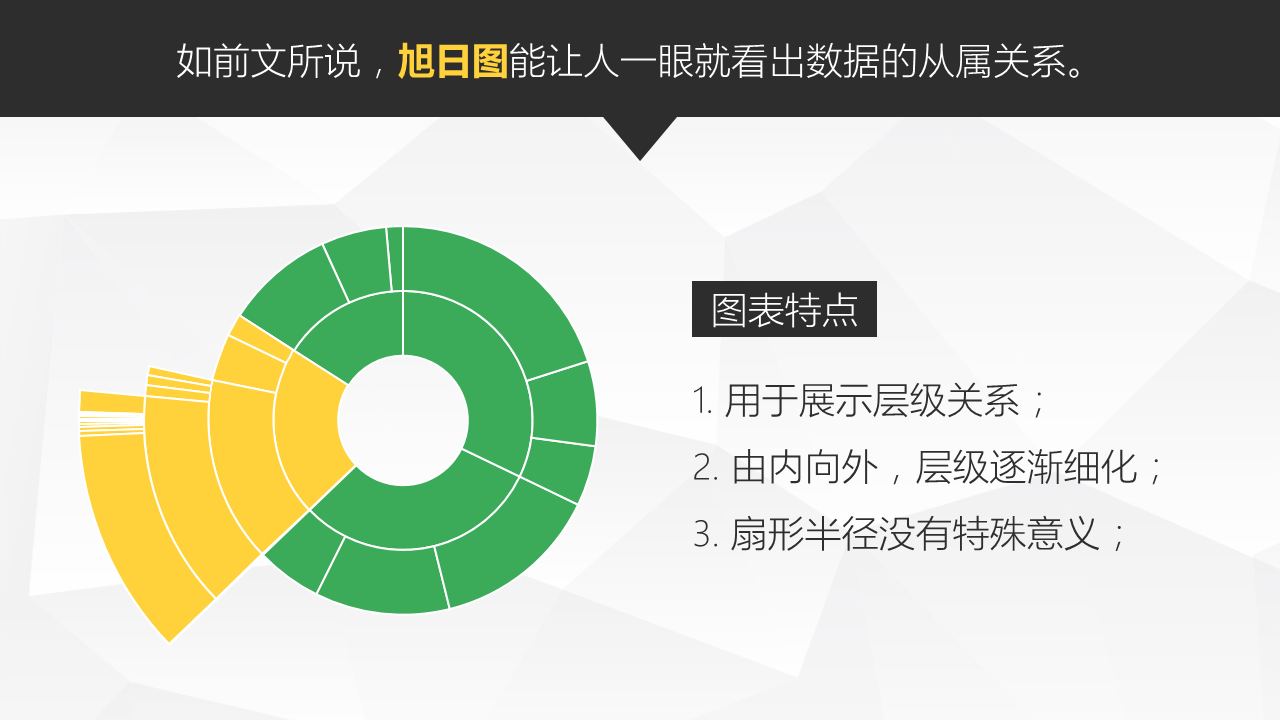 如前文所说，旭日图能让人一眼就看出数据的从属关系。
图表特点
1. 用于展示层级关系；
2. 由内向外，层级逐渐细化；
3. 扇形半径没有特殊意义；